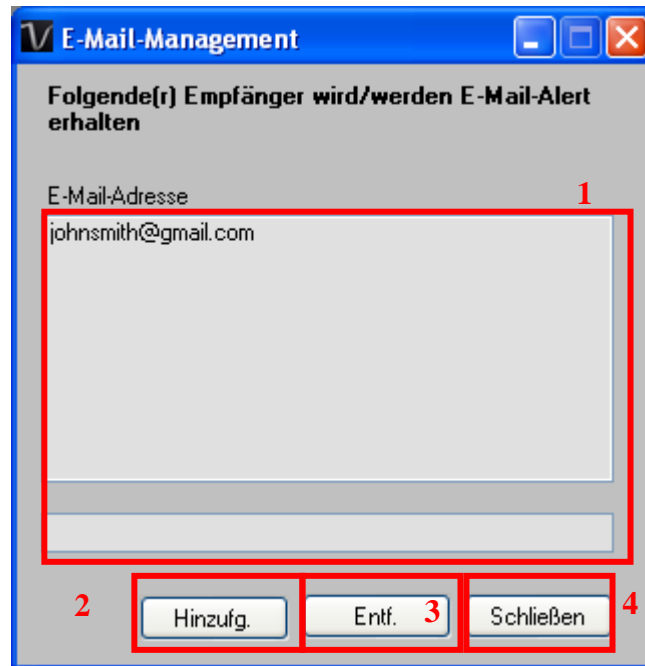 E-Mail-Management
Folgende(r) Empfänger wird/werden E-Mail-Alert
erhalten
E-Mail-Adresse
1
johnsmith@gmail.com
2
Hinzufg.
Entf.
3
Schließen
4